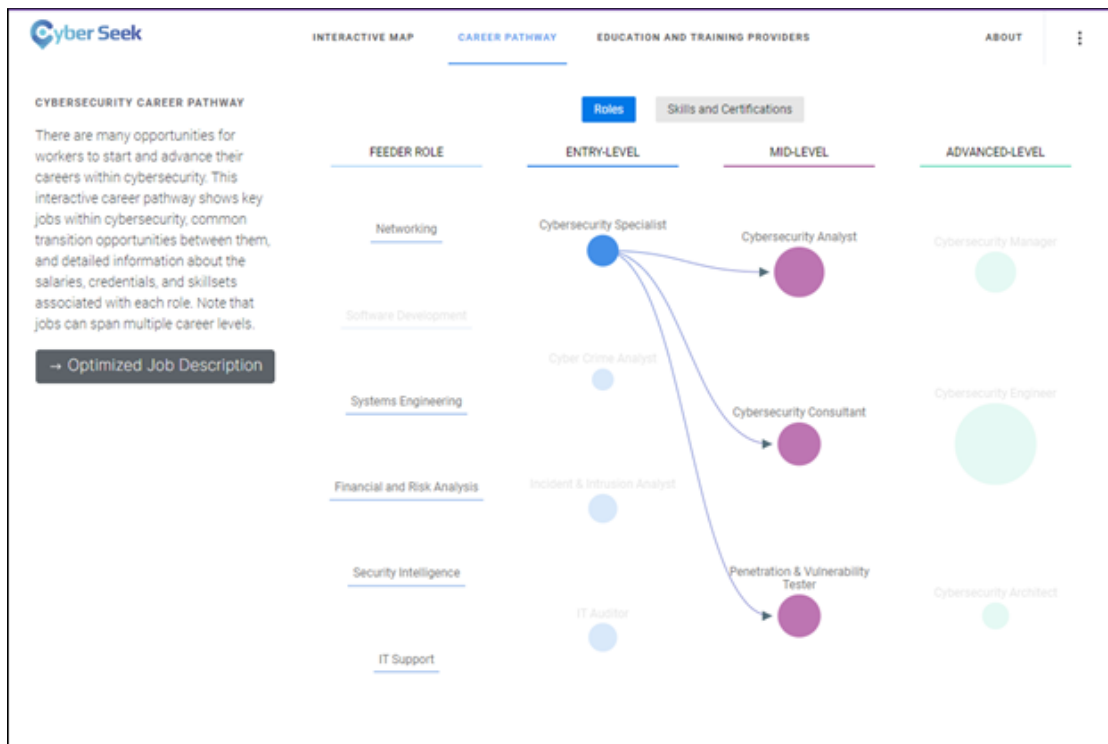 Cyber Seek
INTERACTIVE MAP
CAREER PATHWAY
EDUCATION AND TRAINING PROVIDERS
ABOUT
CYBERSECURITY CAREER PATHWAY
There are many opportunities for
workers to start and advance their
careers within cybersecurity. This
interactive career pathway shows key
jobs within cybersecurity, common
transition opportunities between them,
and detailed information about the
salaries, credentials, and skillsets
associated with each role. Note that
jobs can span multiple career levels.
→ Optimized Job Description
Roles
Skills and Certifications
FEEDER ROLE
ENTRY-LEVEL
MID-LEVEL
ADVANCED-LEVEL
Networking
Software Development
Systems Engineering
Financial and Risk Analysis
Security Intelligence
IT Support
Cybersecurity Specialist
Cyber Crime Analyst
Incident & Intrusion Analyst
IT Auditor
Cybersecurity Analyst
Cybersecurity Consultant
Penetration & Vulnerability
Tester
Cybersecurity Manager
Cybersecurity Engineer
Cybersecurity Architect